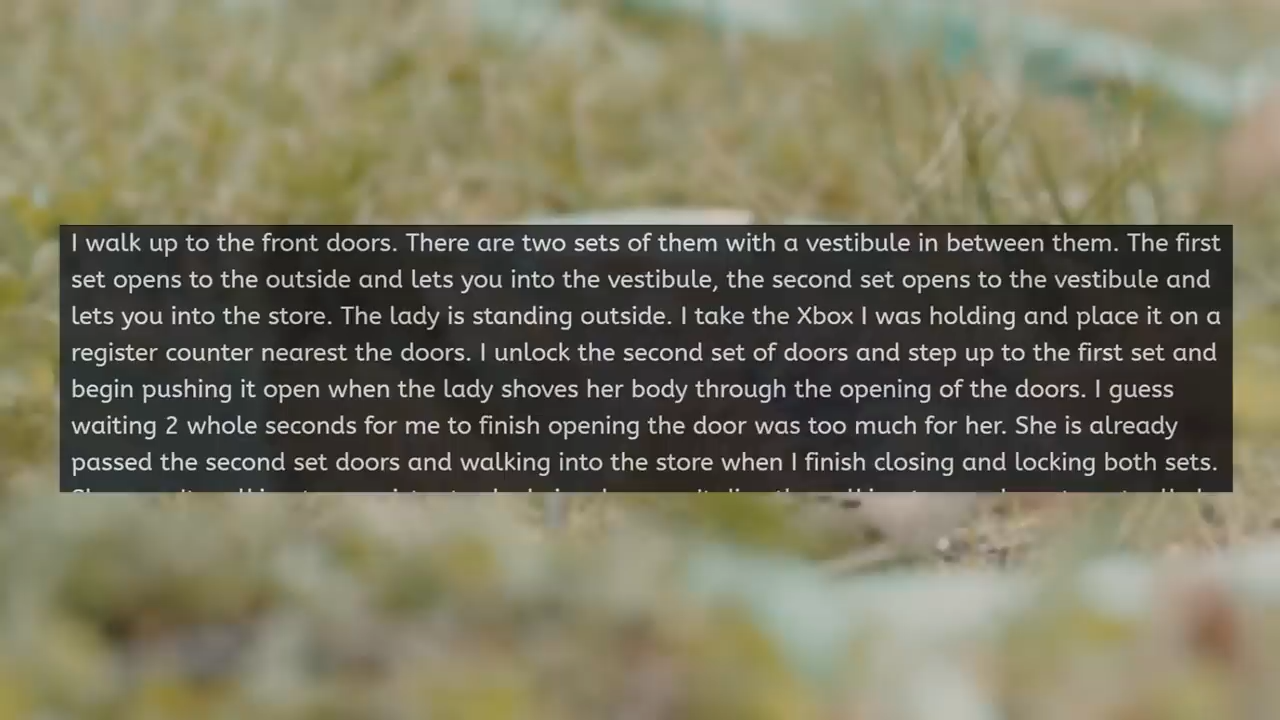 I walk up to the front doors. There are two sets of them with a vestibule in between them. The first
set opens to the outside and lets you into the vestibule, the second set opens to the vestibule and
lets you into the store. The lady is standing outside. I take the Xbox I was holding and place it on a
register counter nearest the doors. I unlock the second set of doors and step up to the first set and
begin pushing it open when the lady shoves her body through the opening of the doors. I guess
waiting 2 whole seconds for me to finish opening the door was too much for her. She is already
passed the second set doors and walking into the store when I finish closing and locking both sets.